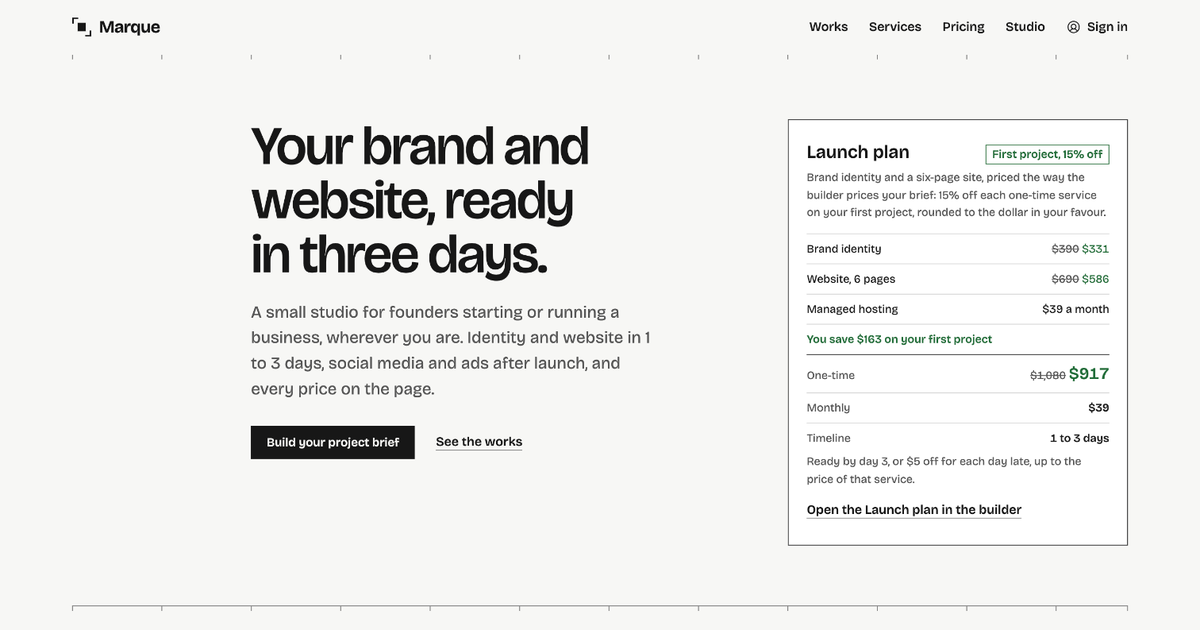 Marque
Works
Services
Pricing
Studio
Sign in
Your brand and
website, ready
in three days.
A small studio for founders starting or running a
business, wherever you are. Identity and website in 1
to 3 days, social media and ads after launch, and
every price on the page.
Build your project brief
See the works
Launch plan
First project, 15% off
Brand identity and a six-page site, priced the way the
builder prices your brief: 15% off each one-time service
on your first project, rounded to the dollar in your favour.
Brand identity $390 $331
Website, 6 pages $690 $586
Managed hosting $39 a month
You save $163 on your first project
One-time $1,080 $917
Monthly $39
Timeline 1 to 3 days
Ready by day 3, or $5 off for each day late, up to the
price of that service.
Open the Launch plan in the builder